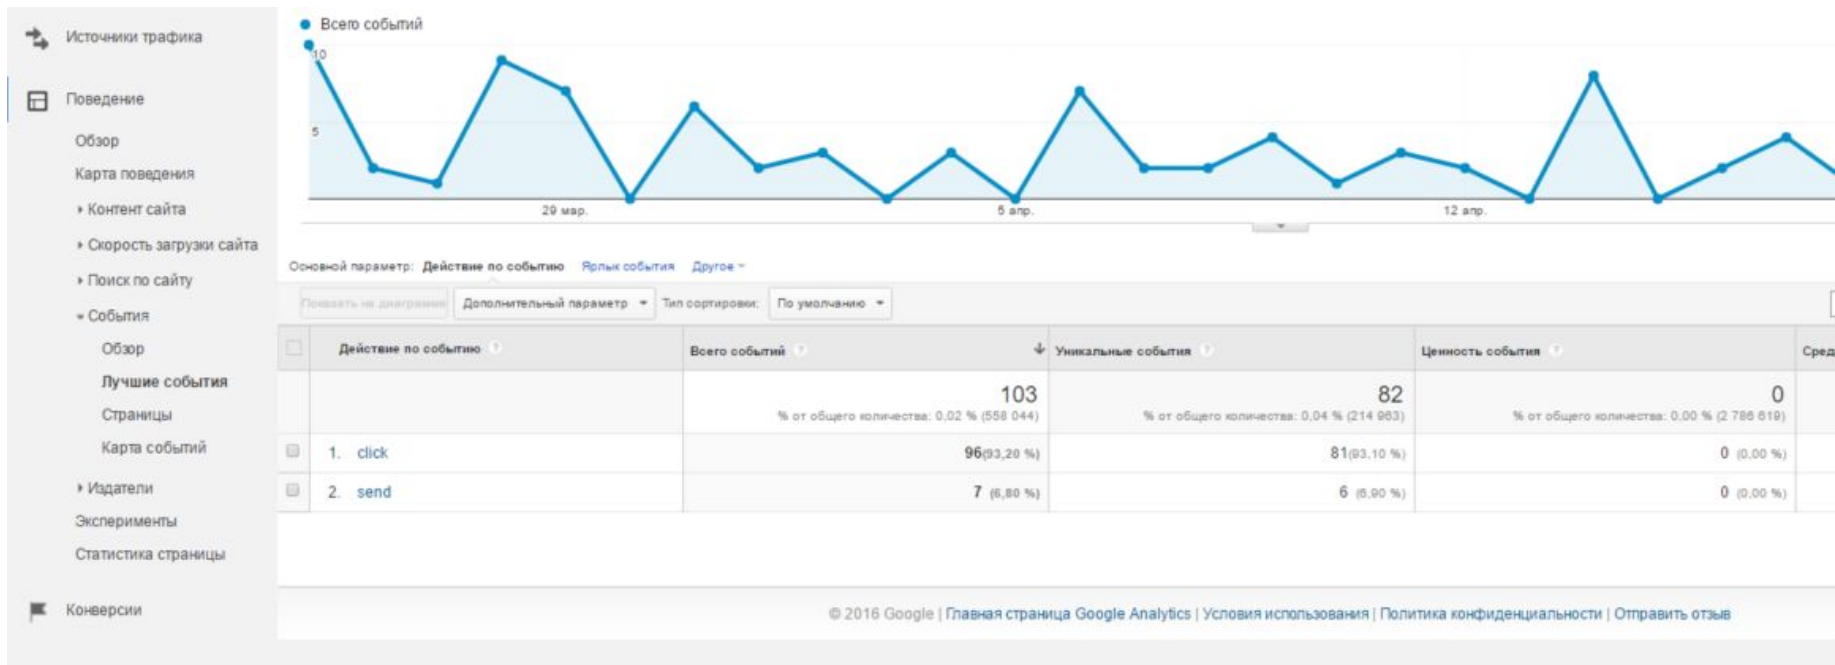 Источники трафика
Поведение
Обзор
Карта поведения
Контент сайта
Скорость загрузки сайта
Поиск по сайту
События
Обзор
Лучшие события
Страницы
Карта событий
Издатели
Эксперименты
Статистика страницы
Конверсии
Всего событий
10
5
29 мар. 5 апр. 12 апр.
Основной параметр: Действие по событию Ярлык события Другое
Показать на диаграмме Дополнительный параметр Тип сортировки: По умолчанию
Действие по событию ? Всего событий ? Уникальные события ? Ценность события ? Сред
103 82 0
% от общего количества: 0,02 % (558 044) % от общего количества: 0,04 % (214 963) % от общего количества: 0,00 % (2 786 619)
1. click 96(93,20 %) 81(93,10 %) 0 (0,00 %)
2. send 7 (6,80 %) 6 (6,90 %) 0 (0,00 %)
© 2016 Google | Главная страница Google Analytics | Условия использования | Политика конфиденциальности | Отправить отзыв